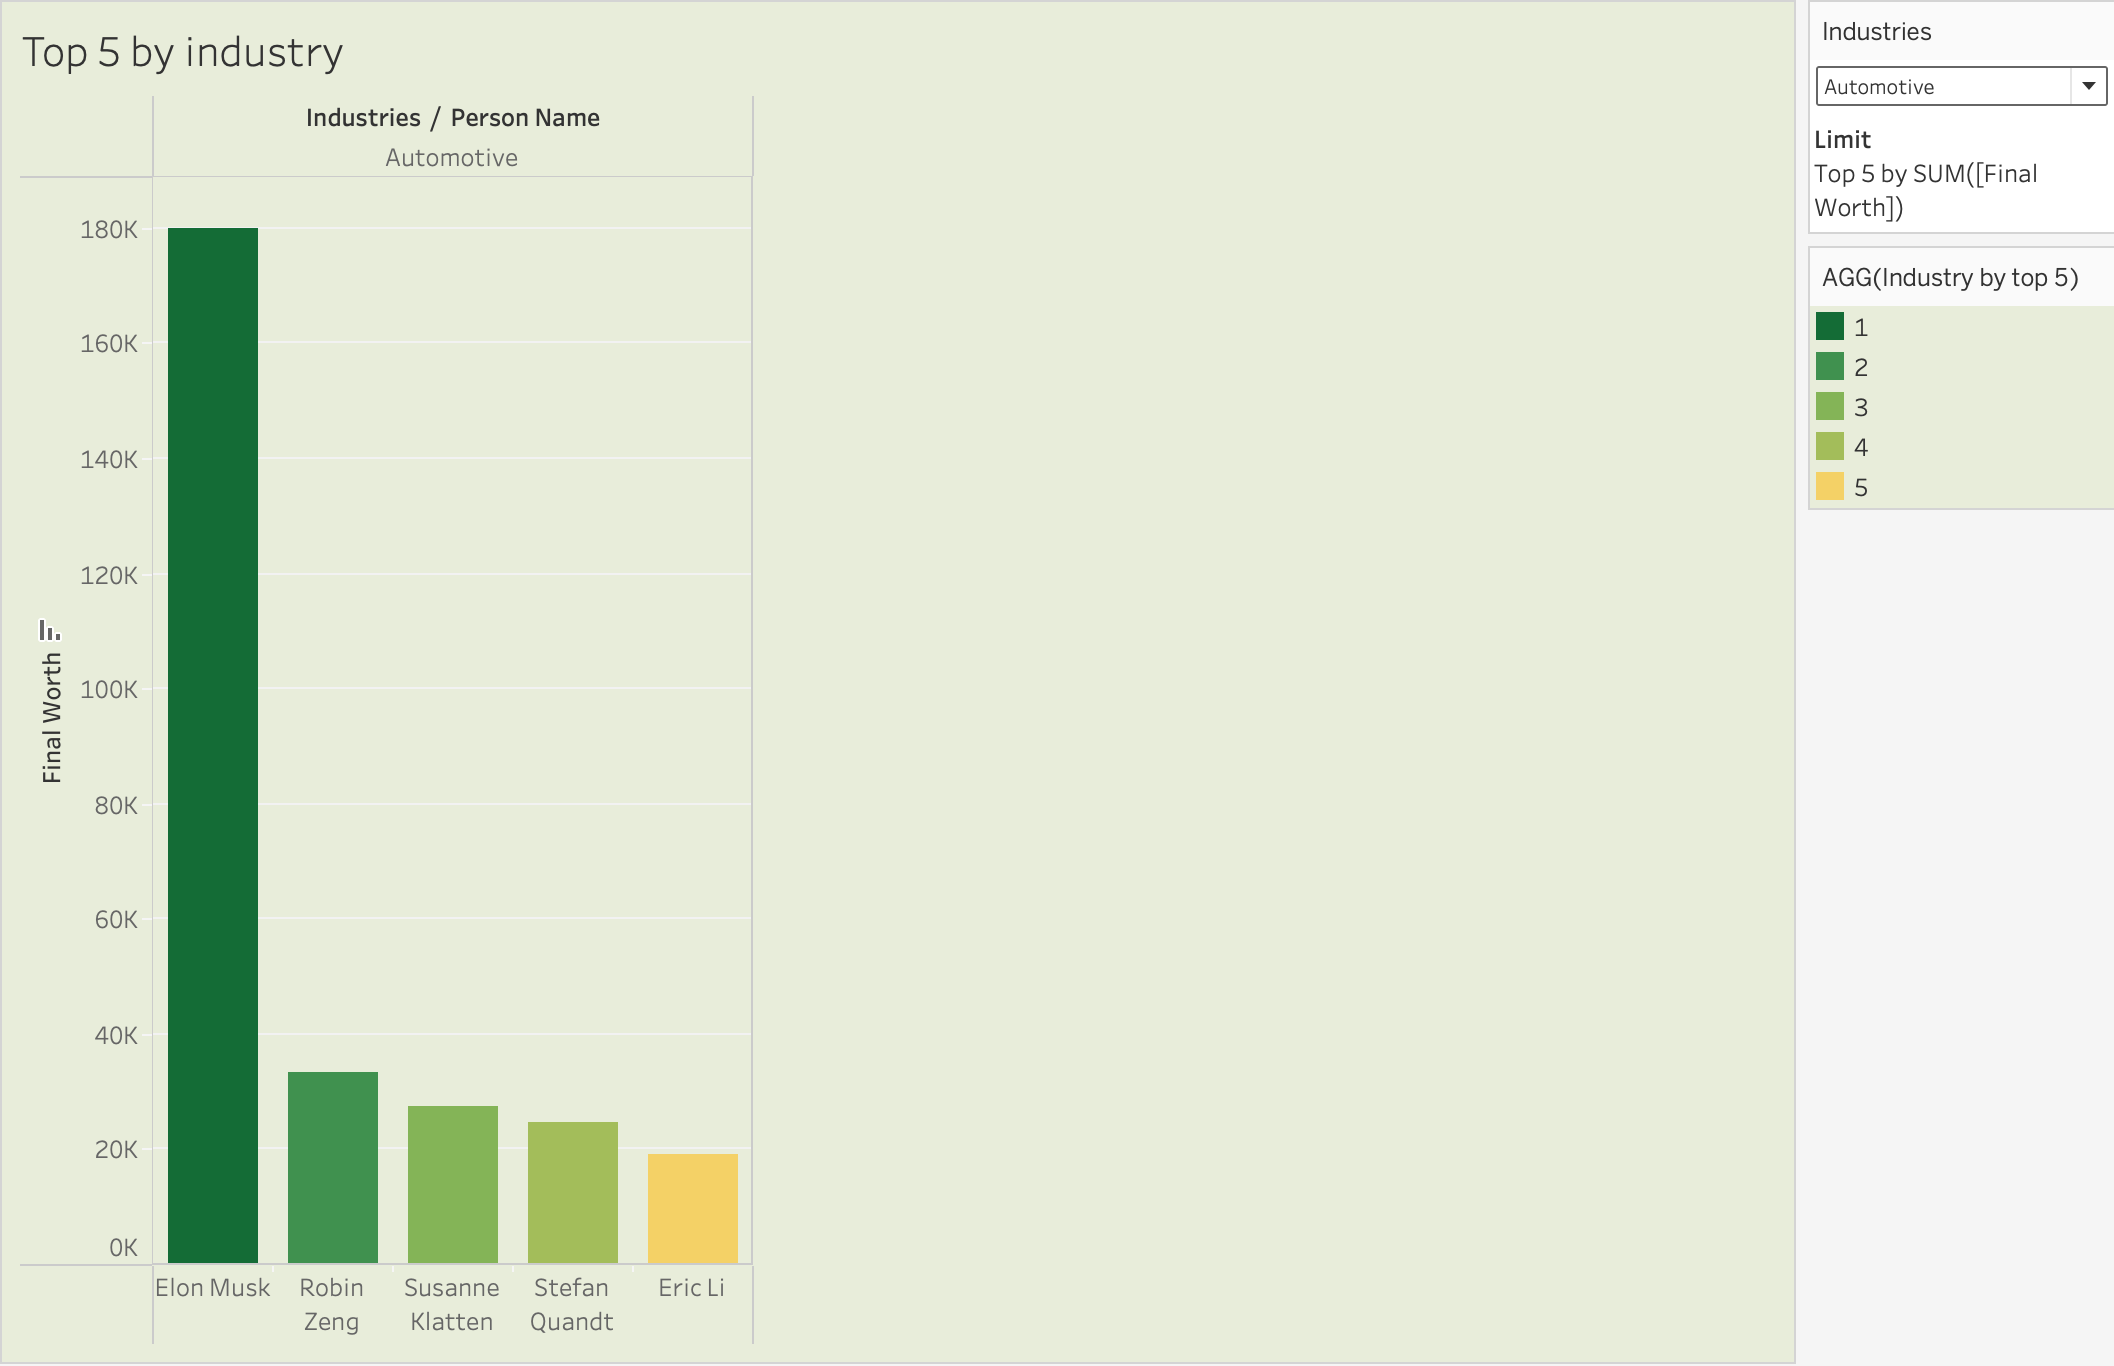 Top 5 by industry
Industries / Person Name
Automotive
180K
160K
140K
120K
100K
80K
60K
40K
20K
0K
Final Worth
Elon Musk
Robin
Zeng
Susanne
Klatten
Stefan
Quandt
Eric Li
Industries
Automotive
Limit
Top 5 by SUM([Final
Worth])
AGG(Industry by top 5)
1
2
3
4
5